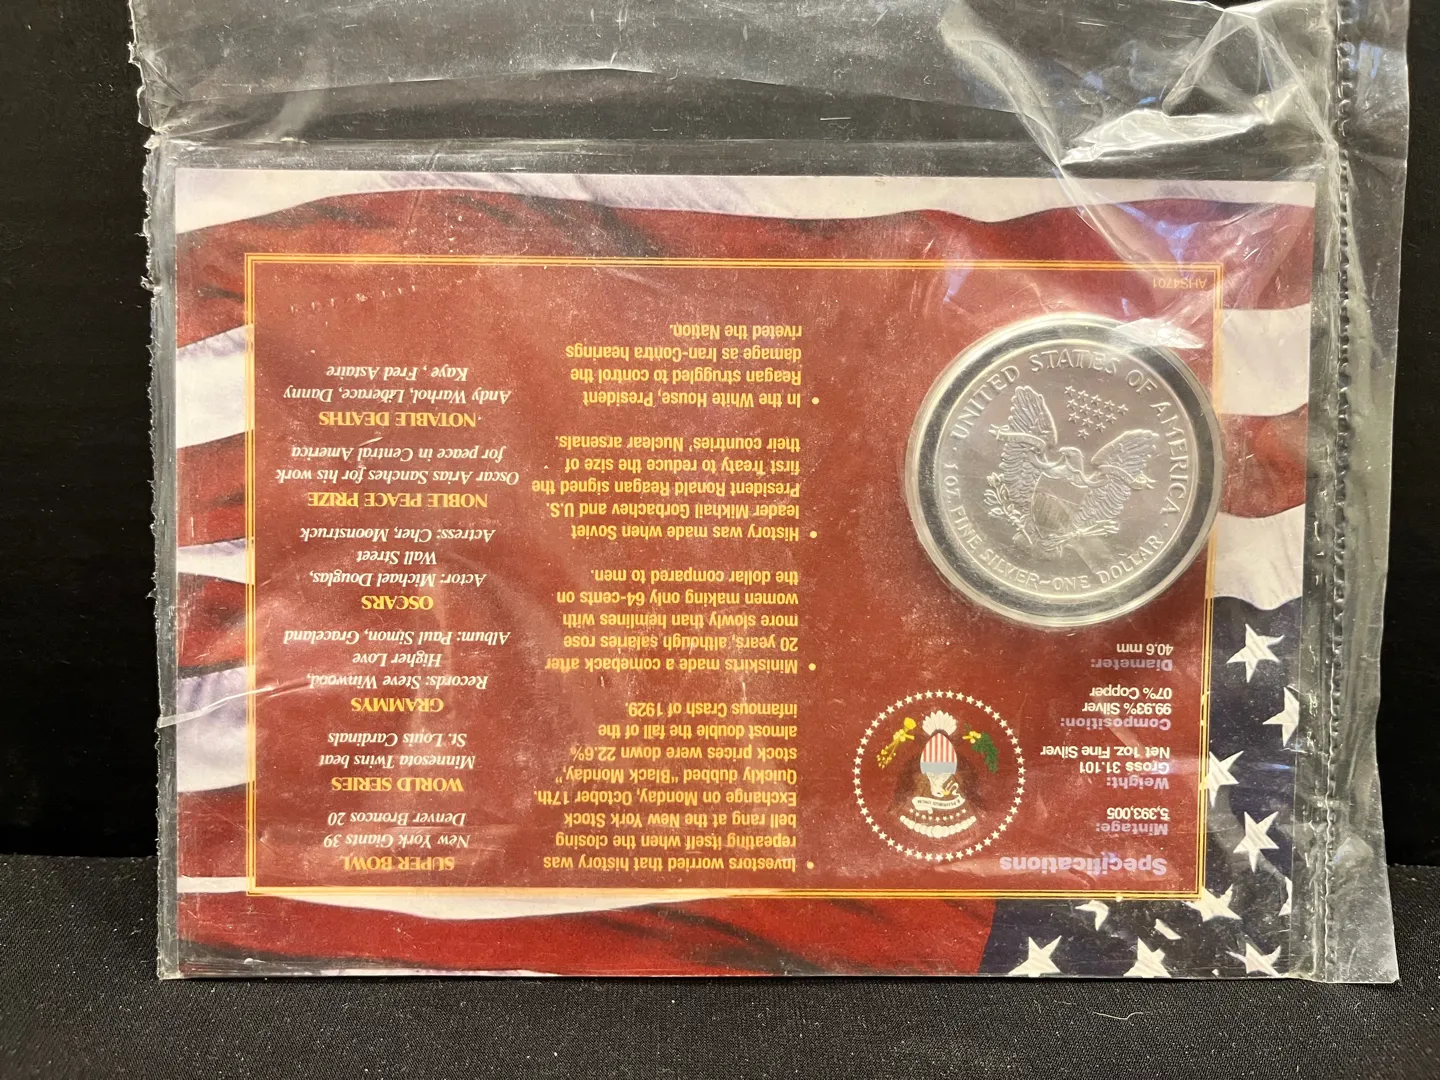 Specifications
Mintage:
5,393.005
Weight:
Gross 31.101
Net 1oz. Fine Silver
Composition:
99.93% Silver
07% Copper
Diameter:
40.6 mm
E PLURIBUS UNUM
UNITED STATES OF AMERICA
1 OZ. FINE SILVER~ONE DOLLAR
AHS4701
• Investors worried that history was
repeating itself when the closing
bell rang at the New York Stock
Exchange on Monday, October 17th.
Quickly dubbed "Black Monday,"
stock prices were down 22.6%
almost the double the fall of the
infamous Crash of 1929.
• Miniskirts made a comeback after
20 years, although salaries rose
more slowly than hemlines with
women making only 64-cents on
the dollar compared to men.
• History was made when Soviet
leader Mikhail Gorbachev and U.S.
President Ronald Reagan signed the
first Treaty to reduce the size of
their countries' Nuclear arsenals.
• In the White House, President
Reagan struggled to control the
damage as Iran-Contra hearings
riveted the Nation.
SUPER BOWL
New York Giants 39
Denver Broncos 20
WORLD SERIES
Minnesota Twins beat
St. Louis Cardinals
GRAMMYS
Records: Steve Winwood,
Higher Love
Album: Paul Simon, Graceland
OSCARS
Actor: Michael Douglas,
Wall Street
Actress: Cher, Moonstruck
NOBLE PEACE PRIZE
Oscar Arias Sanches for his work
for peace in Central America
NOTABLE DEATHS
Andy Warhol, Liberace, Danny
Kaye, Fred Astaire